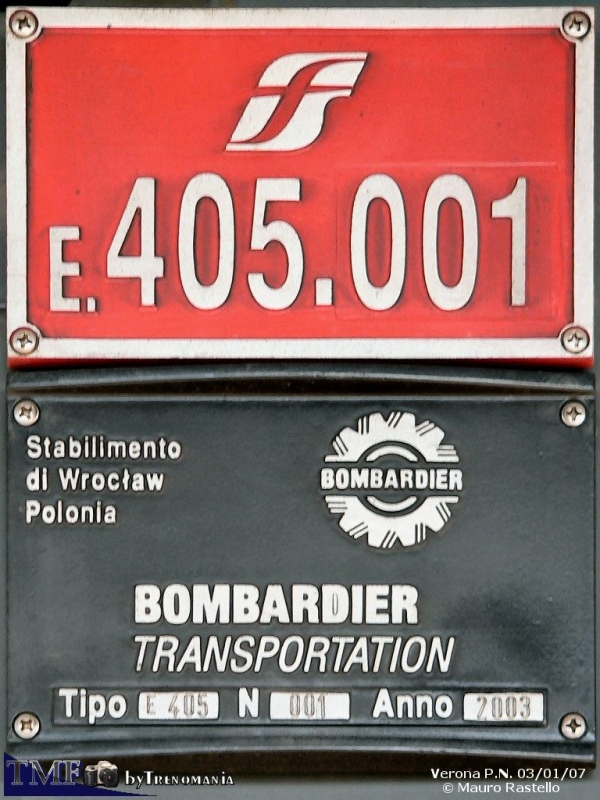 E.405.001
Stabilimento
di Wrocław
Polonia
BOMBARDIER
BOMBARDIER
TRANSPORTATION
Tipo E 405 N 001 Anno 2003
TMF byTrenomania
Verona P.N. 03/01/07
© Mauro Rastello